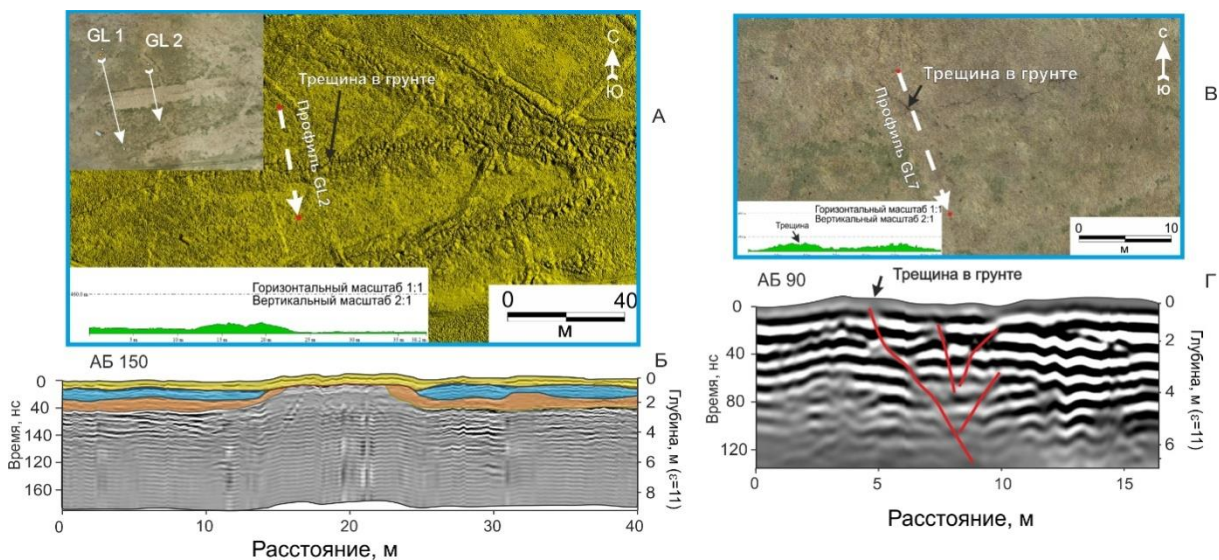 GL 1
GL 2
Трещина в грунте
Профиль GL2
С
Ю
А
Горизонтальный масштаб 1:1
Вертикальный масштаб 2:1
0 40
м
АБ 150
Б
Время, нс
0
40
140
120
160
Глубина, м (ε=11)
0
2
4
6
8
0 10 20 30 40
Расстояние, м
Трещина в грунте
Профиль GL7
С
Ю
В
Горизонтальный масштаб 1:1
Вертикальный масштаб 2:1
Трещина
0 10
м
АБ 90
Трещина в грунте
Г
Время, нс
0
40
80
120
Глубина, м (ε=11)
0
2
4
6
0 5 10 15
Расстояние, м